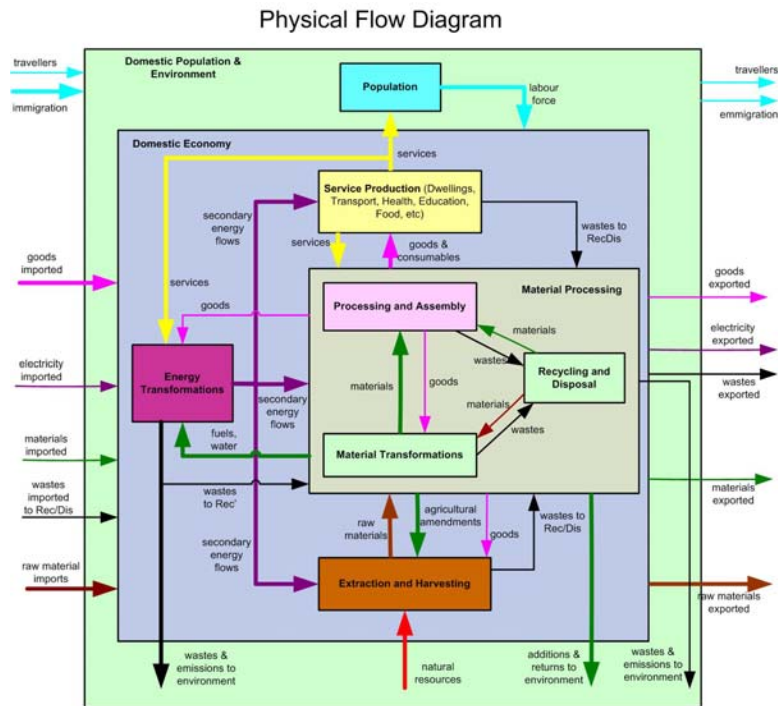 Physical Flow Diagram
travellers
immigration
Domestic Population &
Environment
Population
labour
force
travellers
emmigration
Domestic Economy
services
Service Production (Dwellings,
Transport, Health, Education,
Food, etc)
secondary
energy
flows
services
goods &
consumables
wastes to
RecDis
goods
imported
services
goods
Processing and Assembly
Material Processing
goods
exported
materials
wastes
electricity
imported
Energy
Transformations
secondary
energy
flows
materials
goods
Recycling and
Disposal
electricity
exported
wastes
exported
materials
wastes
materials
imported
fuels,
water
Material Transformations
materials
exported
wastes
imported
to Rec/Dis
wastes
to Rec'
raw
materials
agricultural
amendments
goods
wastes to
Rec/Dis
raw material
imports
secondary
energy
flows
Extraction and Harvesting
raw materials
exported
wastes &
emissions to
environment
natural
resources
additions &
returns to
environment
wastes &
emissions to
environment